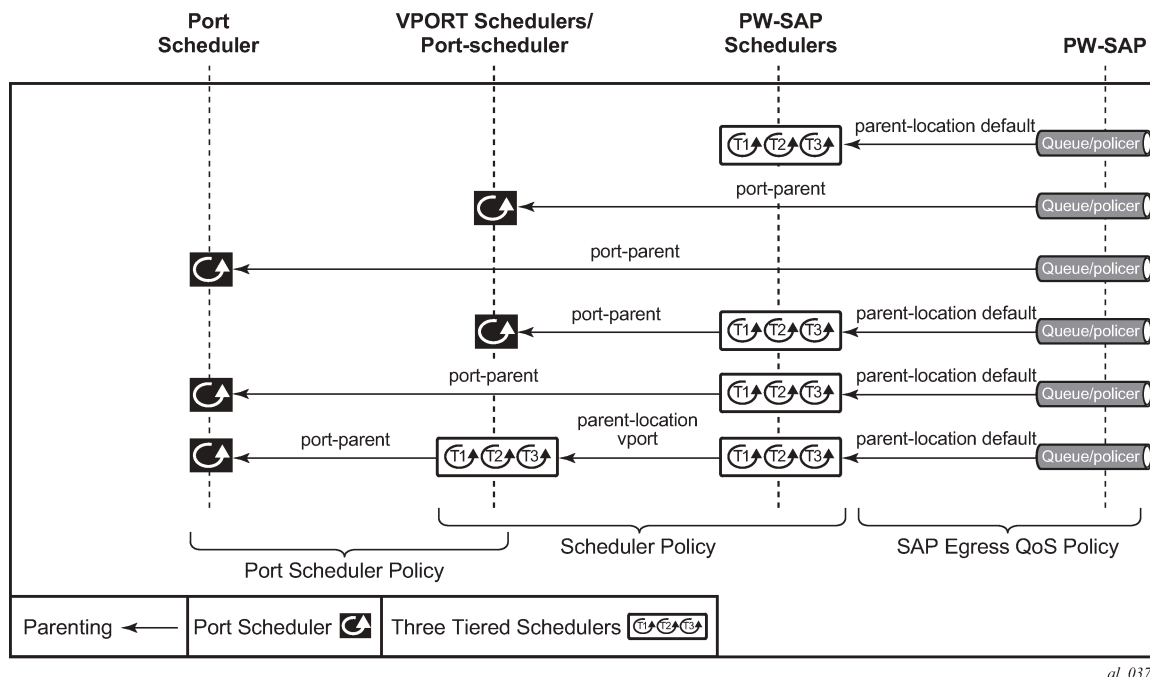 Port
Scheduler
VPORT Schedulers/
Port-scheduler
PW-SAP
Schedulers
PW-SAP
T1 T2 T3
parent-location default
Queue/policer
port-parent
Queue/policer
port-parent
Queue/policer
port-parent
T1 T2 T3
parent-location default
Queue/policer
port-parent
T1 T2 T3
parent-location default
Queue/policer
port-parent
T1 T2 T3
parent-location
vport
T1 T2 T3
parent-location default
Queue/policer
Port Scheduler Policy
Scheduler Policy
SAP Egress QoS Policy
Parenting
Port Scheduler
Three Tiered Schedulers
T1 T2 T3
al_037